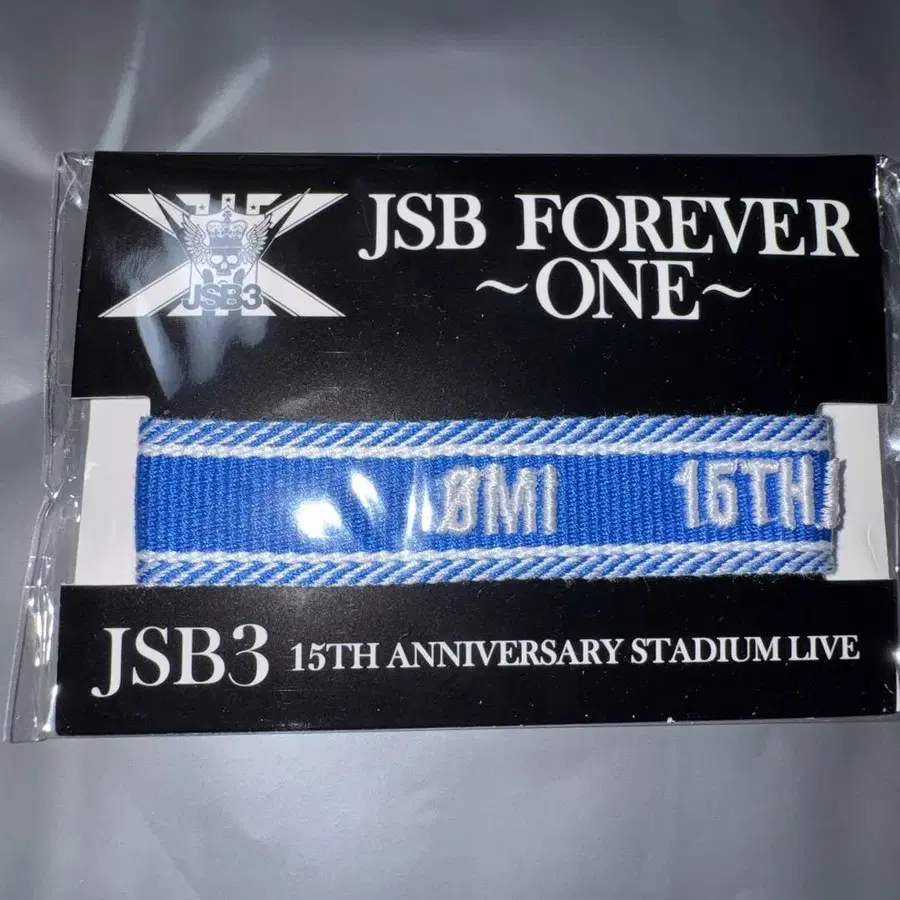 JSB3
JSB FOREVER
~ONE~
ØMI 15TH
JSB3 15TH ANNIVERSARY STADIUM LIVE